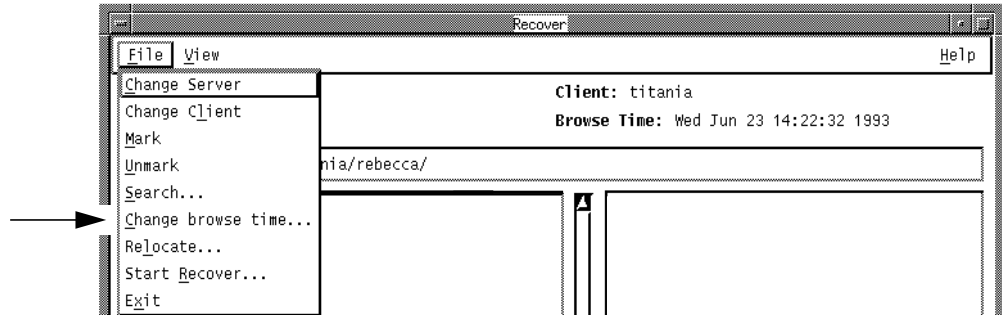 Recover
File View Help
Change Server
Change Client
Mark
Unmark
Search...
Change browse time...
Relocate...
Start Recover...
Exit
Client: titania
Browse Time: Wed Jun 23 14:22:32 1993
nia/rebecca/